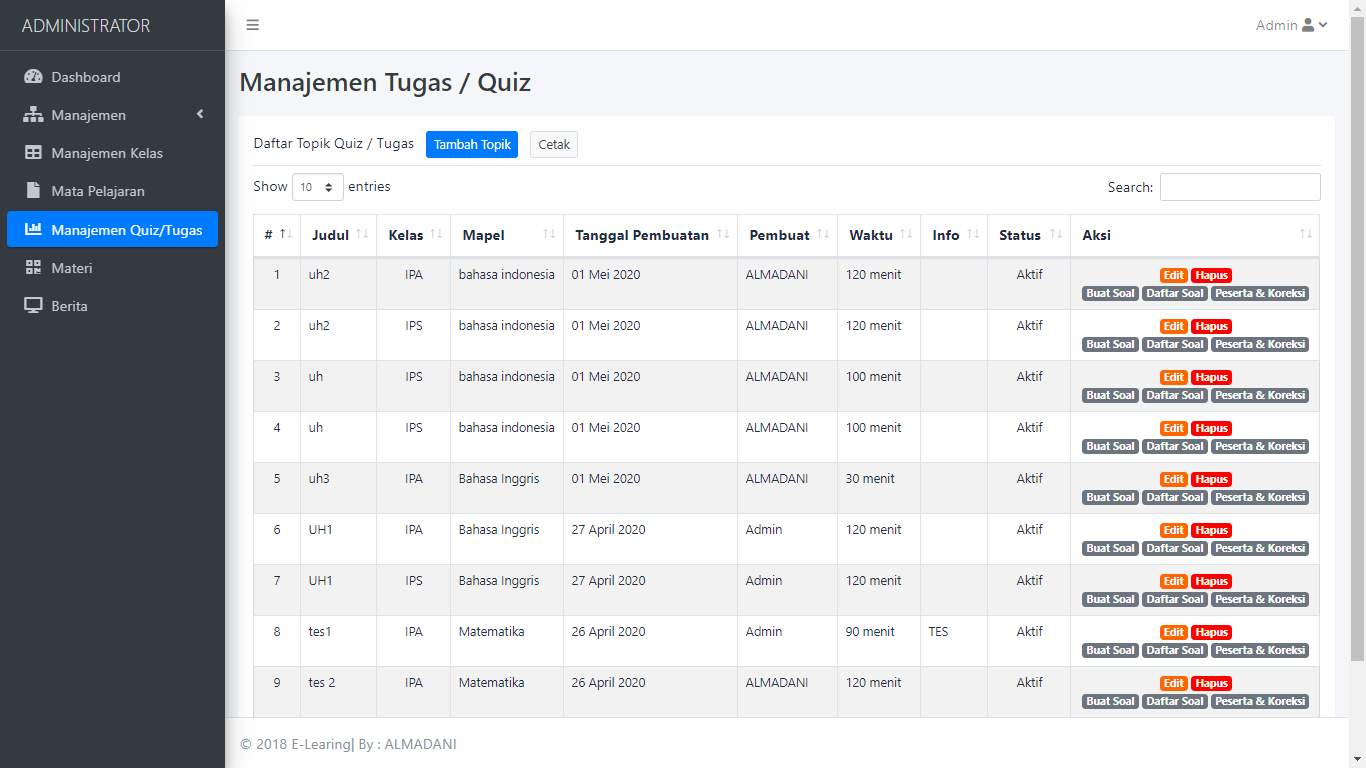 ADMINISTRATOR
Admin
Dashboard
Manajemen
Manajemen Kelas
Mata Pelajaran
Manajemen Quiz/Tugas
Materi
Berita
Manajemen Tugas / Quiz
Daftar Topik Quiz / Tugas Tambah Topik Cetak
Show 10 entries Search:
# Judul Kelas Mapel Tanggal Pembuatan Pembuat Waktu Info Status Aksi
1 uh2 IPA bahasa indonesia 01 Mei 2020 ALMADANI 120 menit Aktif Edit Hapus
Buat Soal Daftar Soal Peserta & Koreksi
2 uh2 IPS bahasa indonesia 01 Mei 2020 ALMADANI 120 menit Aktif Edit Hapus
Buat Soal Daftar Soal Peserta & Koreksi
3 uh IPS bahasa indonesia 01 Mei 2020 ALMADANI 100 menit Aktif Edit Hapus
Buat Soal Daftar Soal Peserta & Koreksi
4 uh IPS bahasa indonesia 01 Mei 2020 ALMADANI 100 menit Aktif Edit Hapus
Buat Soal Daftar Soal Peserta & Koreksi
5 uh3 IPA Bahasa Inggris 01 Mei 2020 ALMADANI 30 menit Aktif Edit Hapus
Buat Soal Daftar Soal Peserta & Koreksi
6 UH1 IPA Bahasa Inggris 27 April 2020 Admin 120 menit Aktif Edit Hapus
Buat Soal Daftar Soal Peserta & Koreksi
7 UH1 IPS Bahasa Inggris 27 April 2020 Admin 120 menit Aktif Edit Hapus
Buat Soal Daftar Soal Peserta & Koreksi
8 tes1 IPA Matematika 26 April 2020 Admin 90 menit TES Aktif Edit Hapus
Buat Soal Daftar Soal Peserta & Koreksi
9 tes 2 IPA Matematika 26 April 2020 ALMADANI 120 menit Aktif Edit Hapus
Buat Soal Daftar Soal Peserta & Koreksi
© 2018 E-Learing| By : ALMADANI